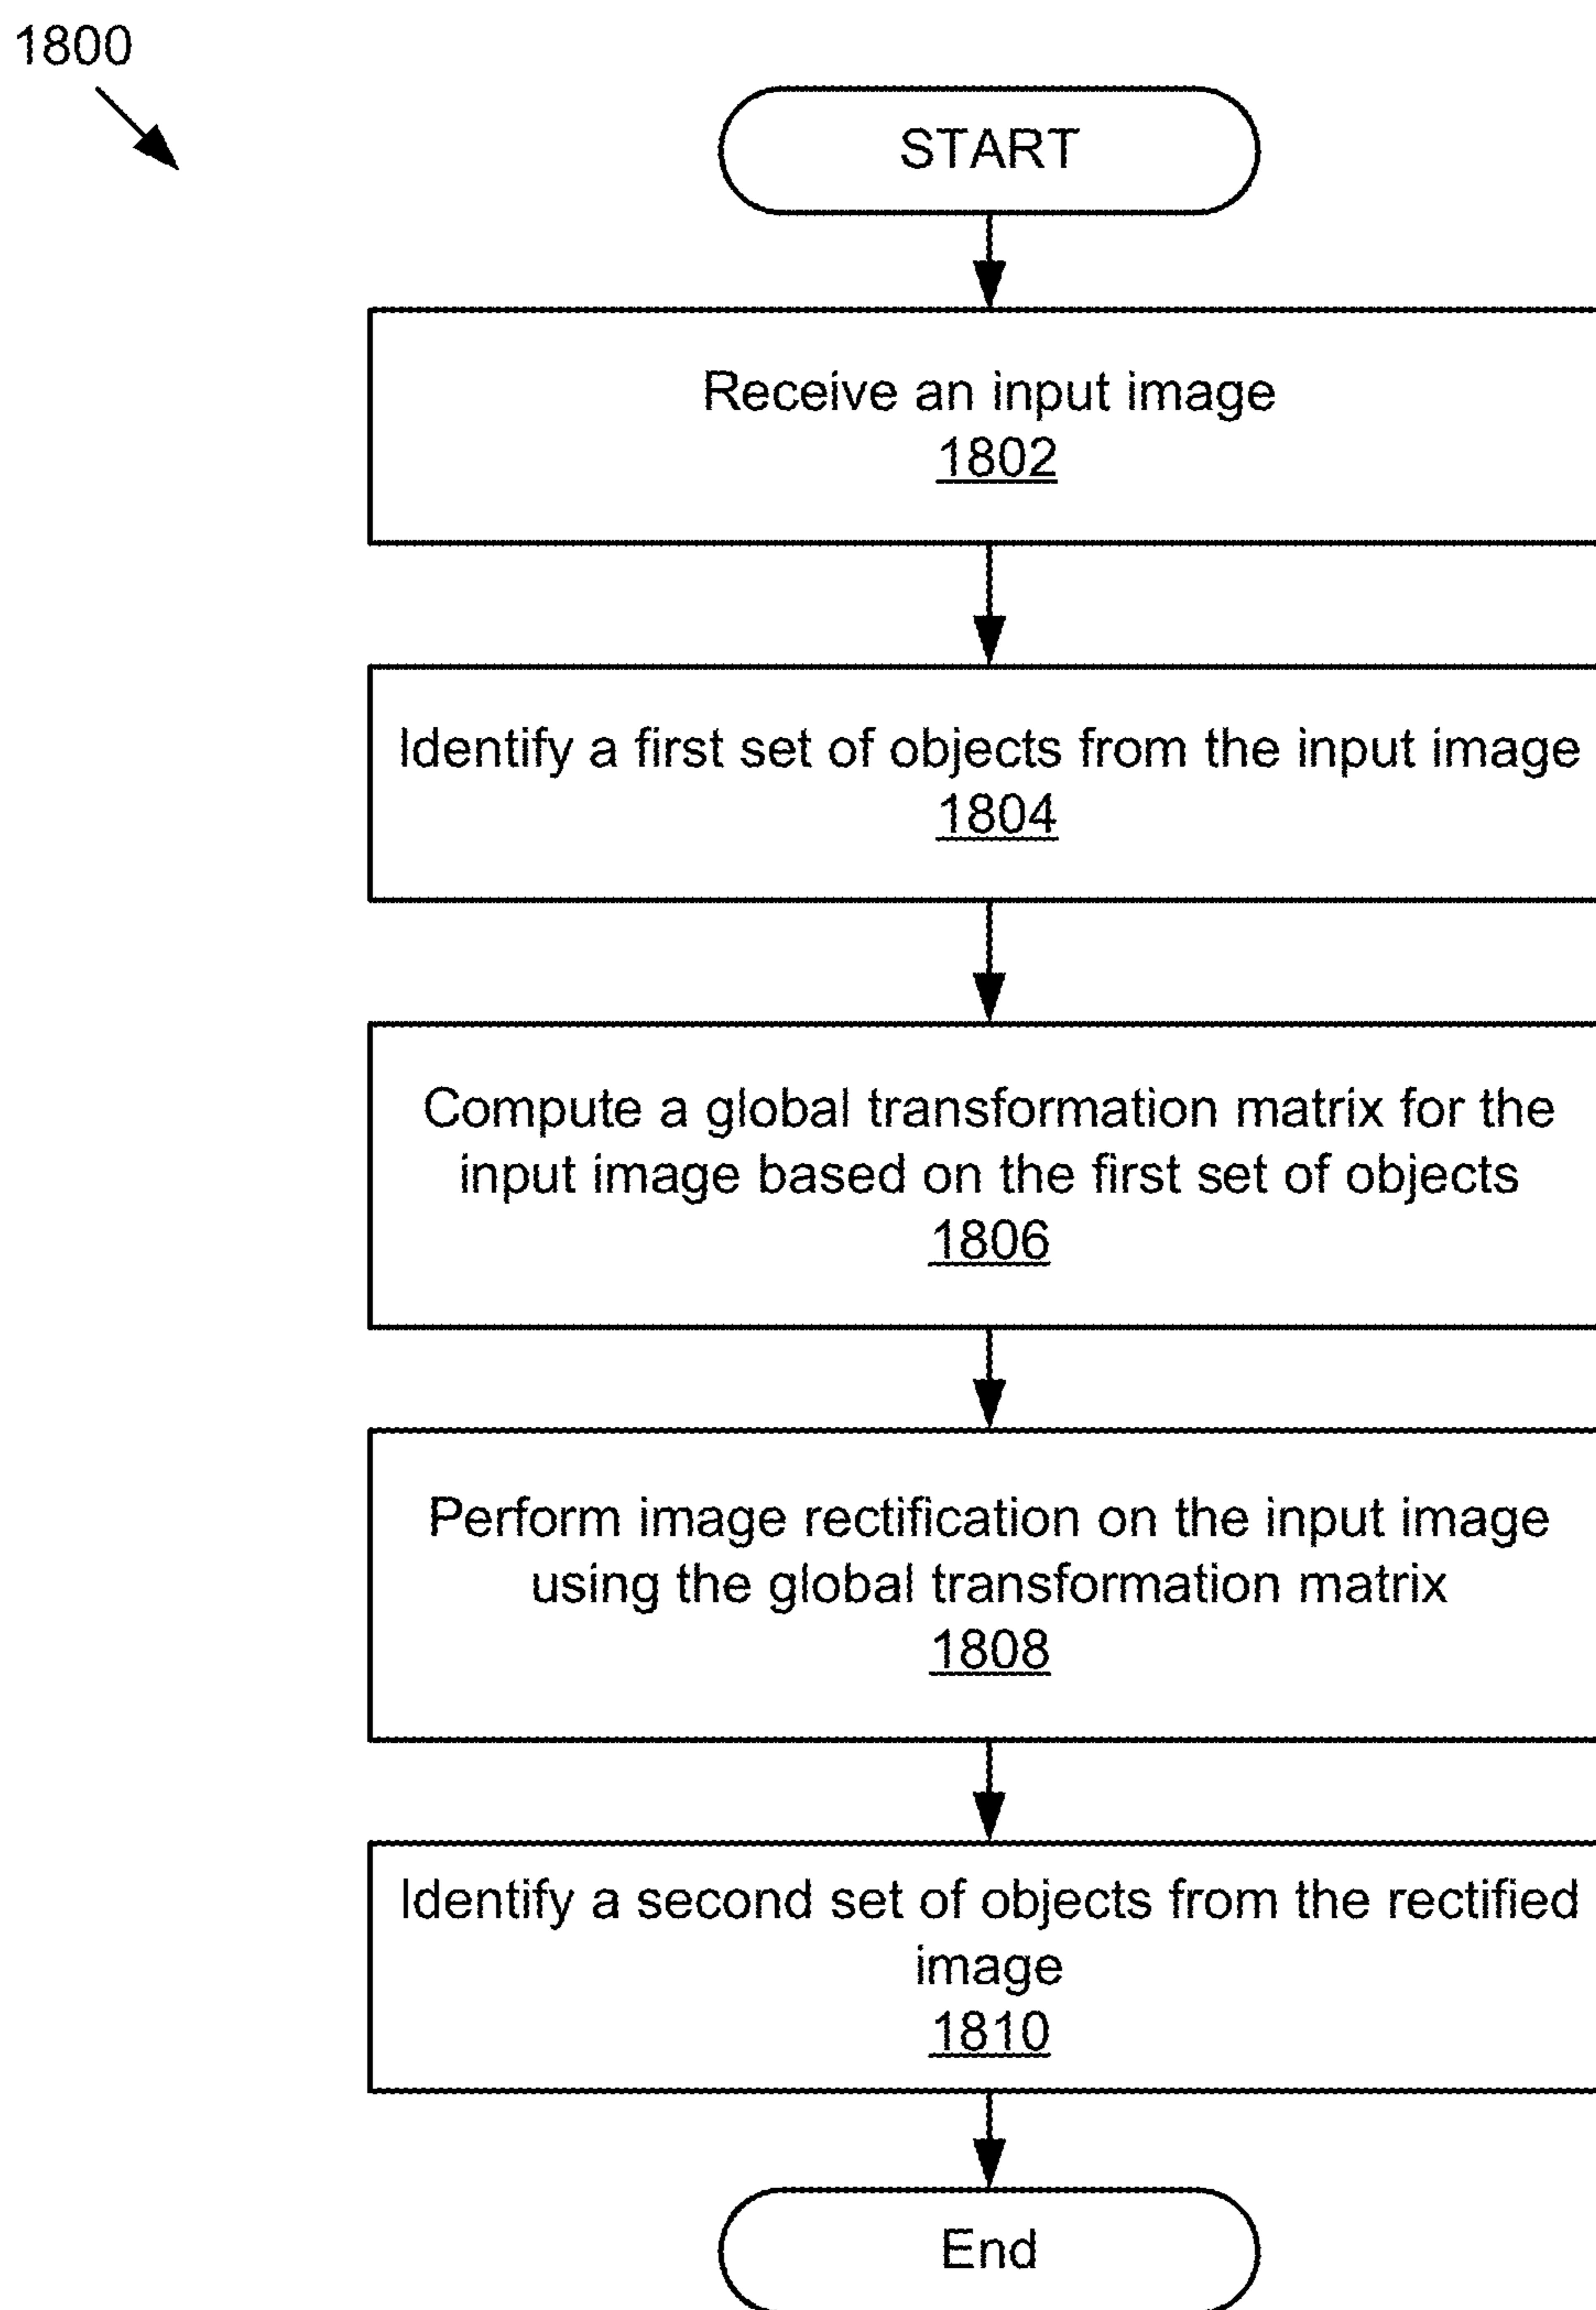 1800
START
Receive an input image
1802
Identify a first set of objects from the input image
1804
Compute a global transformation matrix for the
input image based on the first set of objects
1806
Perform image rectification on the input image
using the global transformation matrix
1808
Identify a second set of objects from the rectified
image
1810
End